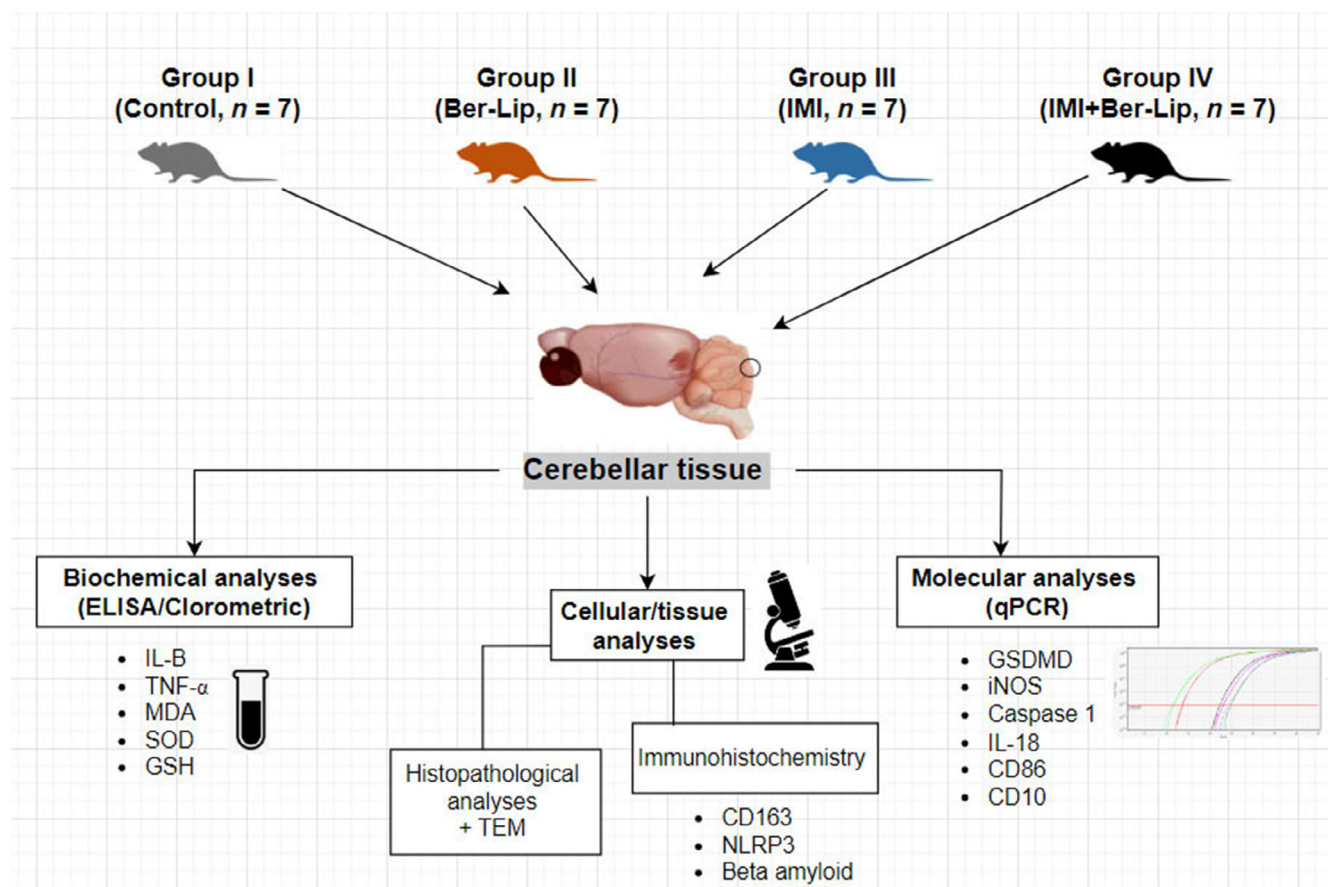 Group I
(Control, n = 7)
Group II
(Ber-Lip, n = 7)
Group III
(IMI, n = 7)
Group IV
(IMI+Ber-Lip, n = 7)
Cerebellar tissue
Biochemical analyses
(ELISA/Clorometric)
• IL-B
• TNF-α
• MDA
• SOD
• GSH
Cellular/tissue
analyses
Histopathological
analyses
+ TEM
Immunohistochemistry
• CD163
• NLRP3
• Beta amyloid
Molecular analyses
(qPCR)
• GSDMD
• iNOS
• Caspase 1
• IL-18
• CD86
• CD10